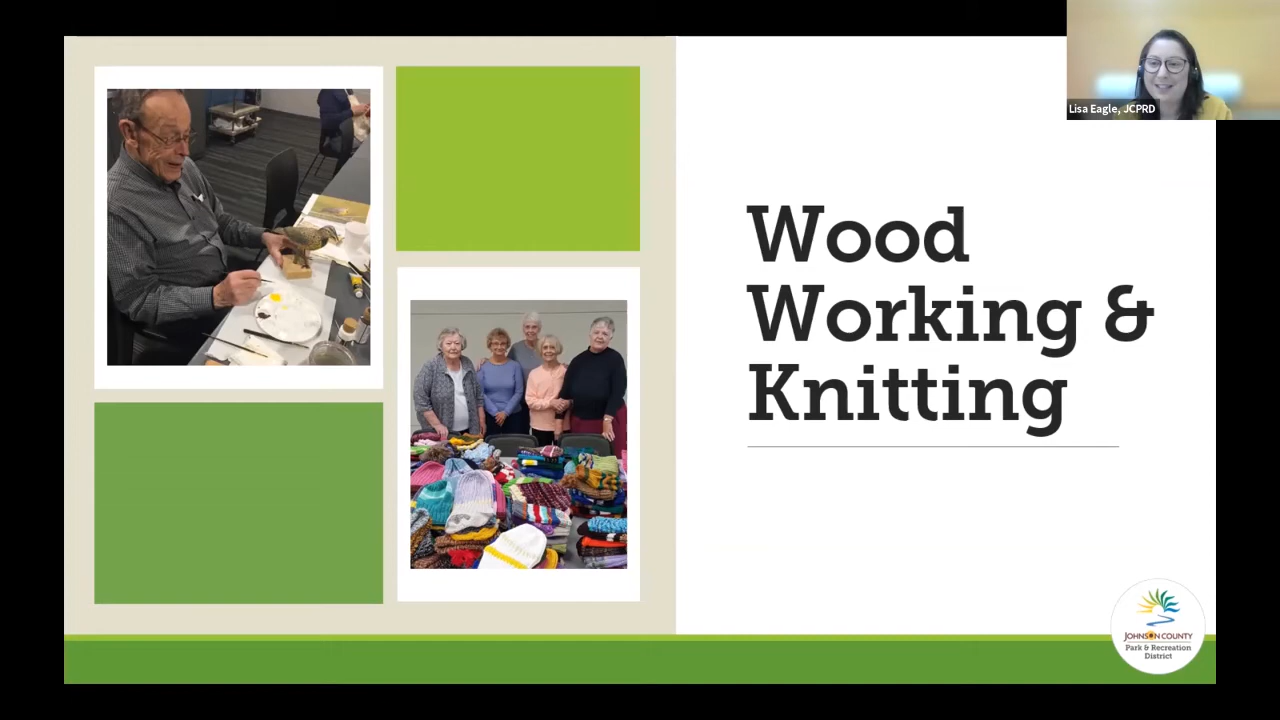 Lisa Eagle, JCPRD
Wood
Working &
Knitting
JOHNSON COUNTY
Park & Recreation
District